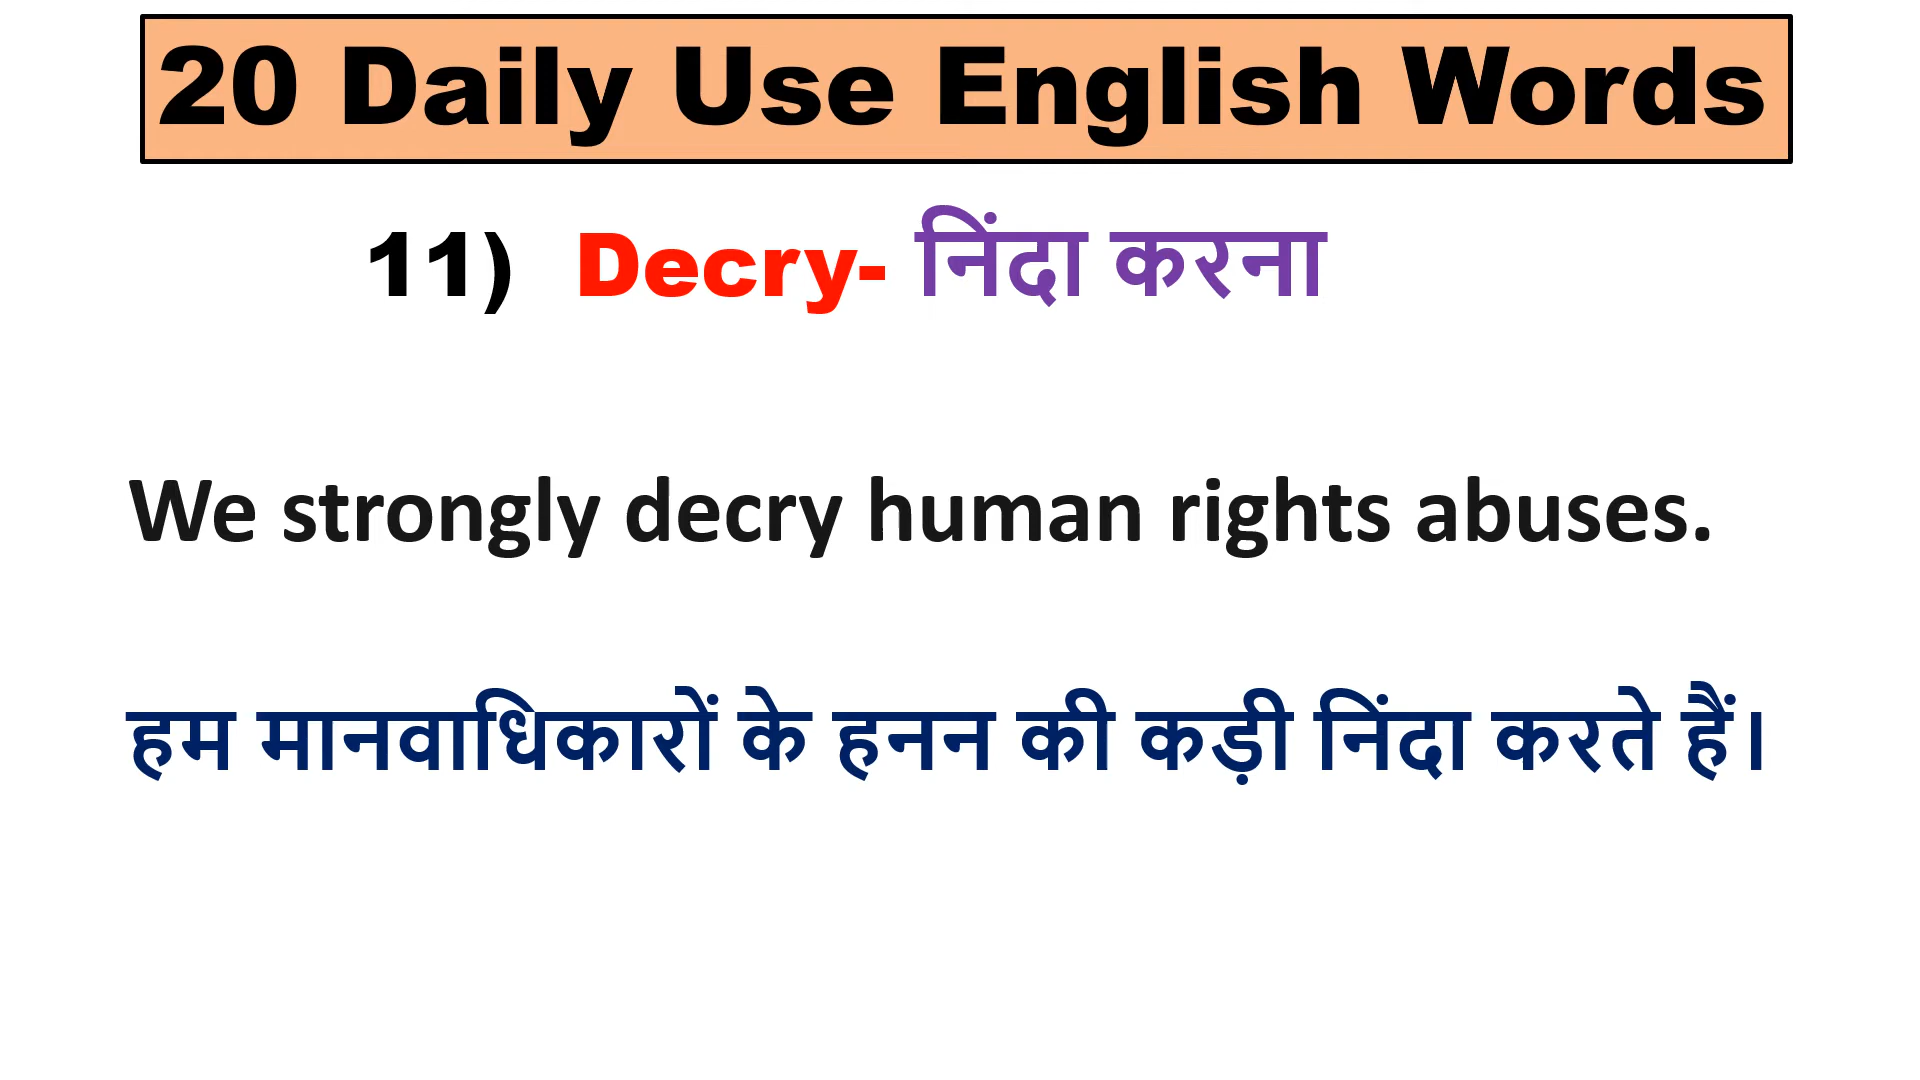 20 Daily Use English Words
11) Decry- निंदा करना
We strongly decry human rights abuses.
हम मानवाधिकारों के हनन की कड़ी निंदा करते हैं।